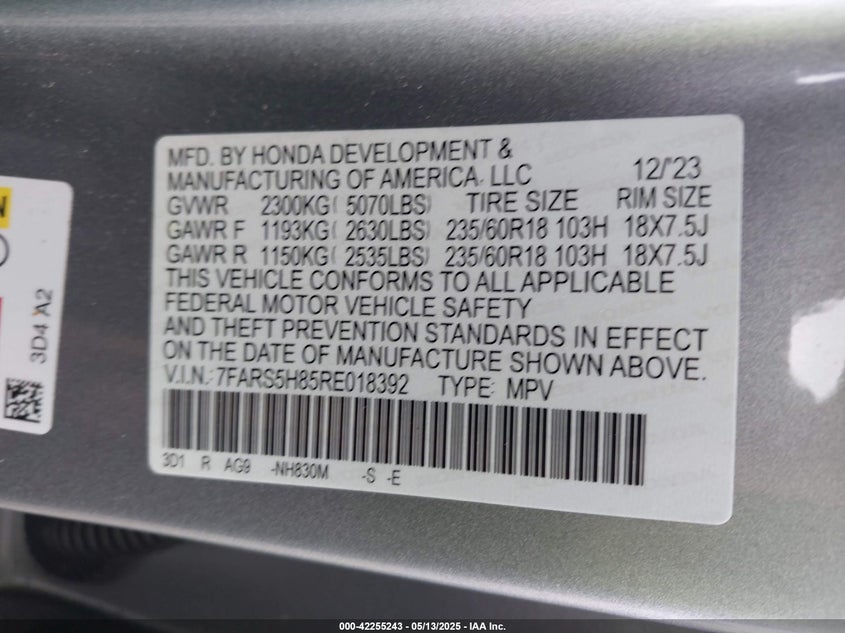 MFD. BY HONDA DEVELOPMENT &
MANUFACTURING OF AMERICA, LLC 12/'23
GVWR 2300KG( 5070LBS) TIRE SIZE RIM SIZE
GAWR F 1193KG( 2630LBS) 235/60R18 103H 18X7.5J
GAWR R 1150KG( 2535LBS) 235/60R18 103H 18X7.5J
THIS VEHICLE CONFORMS TO ALL APPLICABLE
FEDERAL MOTOR VEHICLE SAFETY
AND THEFT PREVENTION STANDARDS IN EFFECT
ON THE DATE OF MANUFACTURE SHOWN ABOVE.
V.I.N.: 7FARS5H85RE018392 TYPE: MPV
3D1 R AG9 -NH830M -S -E
3D4 A2
000-42255243 - 05/13/2025 - IAA Inc.